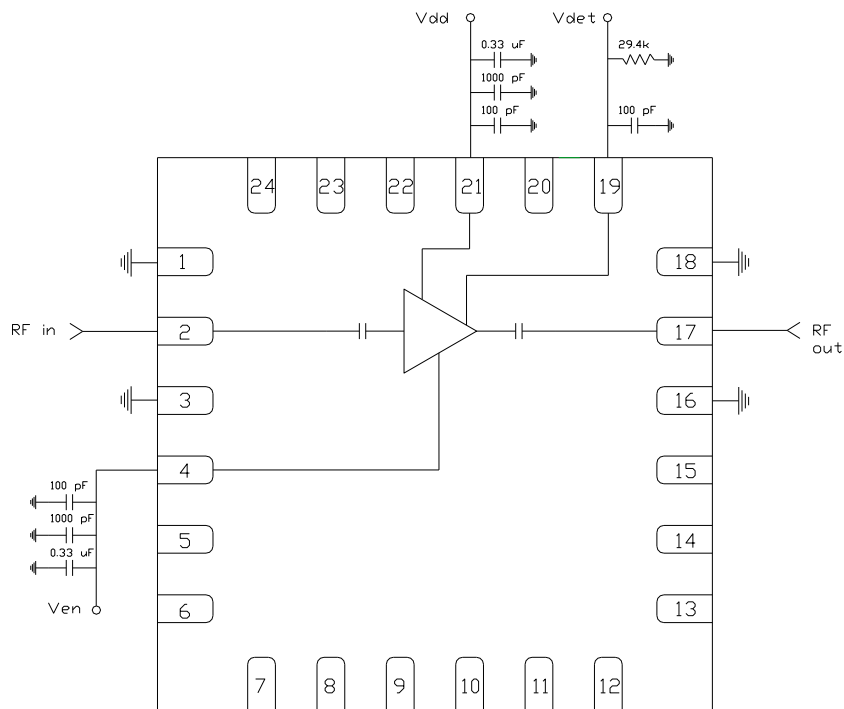 Vdd
Vdet
0.33 uF
29.4k
1000 pF
100 pF
100 pF
24
23
22
21
20
19
1
18
RF in
2
17
RF
out
3
16
4
15
100 pF
1000 pF
0.33 uF
5
14
Ven
6
13
7
8
9
10
11
12